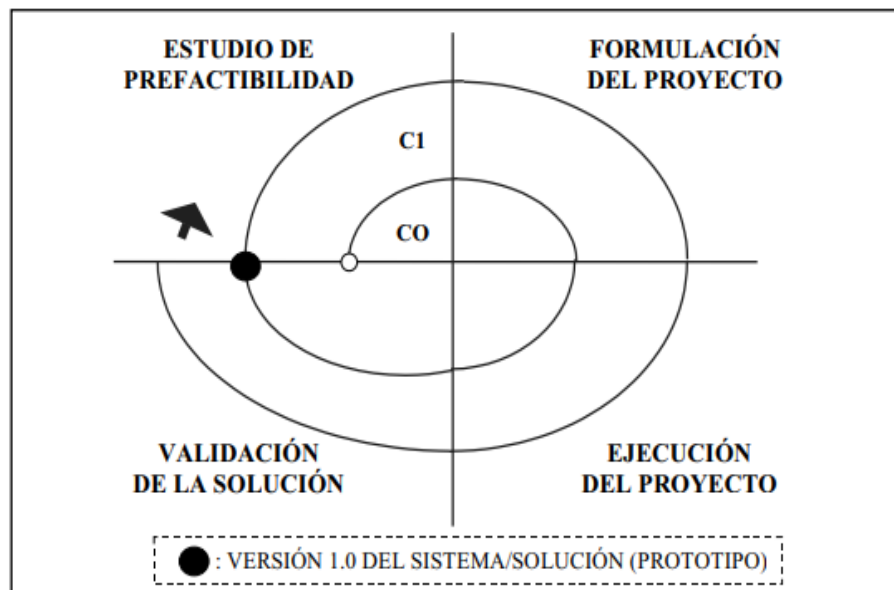 ESTUDIO DE
PREFACTIBILIDAD
FORMULACIÓN
DEL PROYECTO
C1
CO
VALIDACIÓN
DE LA SOLUCIÓN
EJECUCIÓN
DEL PROYECTO
: VERSIÓN 1.0 DEL SISTEMA/SOLUCIÓN (PROTOTIPO)